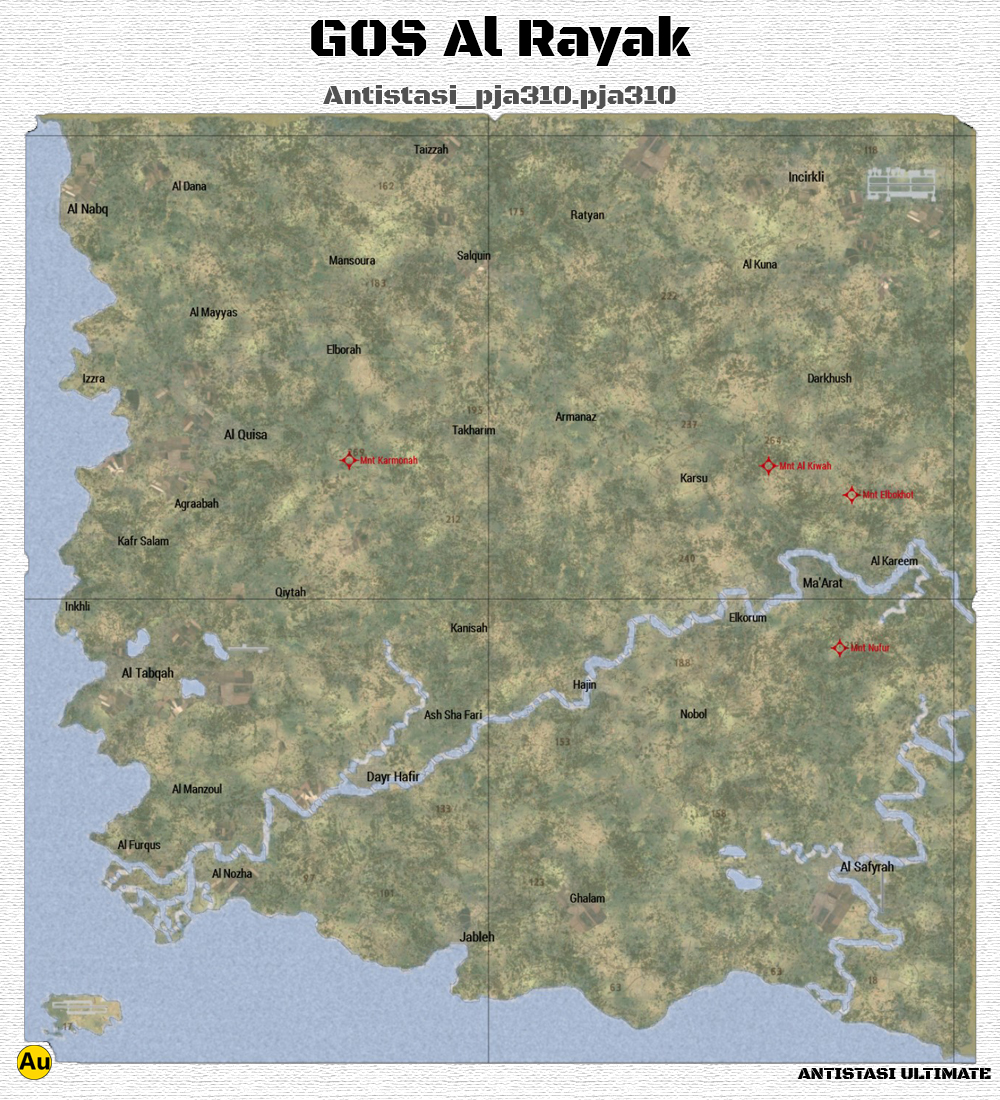 GOS Al Rayak
Antistasi_pja310.pja310
Taizzah
118
Incirkli
Al Dana
162
Al Nabq
175
Ratyan
Salquin
Mansoura
Al Kuna
183
222
Al Mayyas
Elborah
Izzra
Darkhush
195
Armanaz
237
Takharim
Al Quisa
264
Mnt Karmonah
Mnt Al Kiwah
Karsu
Mnt Elbokhot
Agraabah
212
Kafr Salam
240
Al Kareem
Ma'Arat
Qiytah
Inkhli
Elkorum
Kanisah
Mnt Nufur
188
Al Tabqah
Hajin
Ash Sha Fari
Nobol
153
Dayr Hafir
Al Manzoul
133
158
Al Furqus
Al Safyrah
Al Nozha
97
123
101
Ghalam
Jableh
63
18
63
17
Au
ANTISTASI ULTIMATE